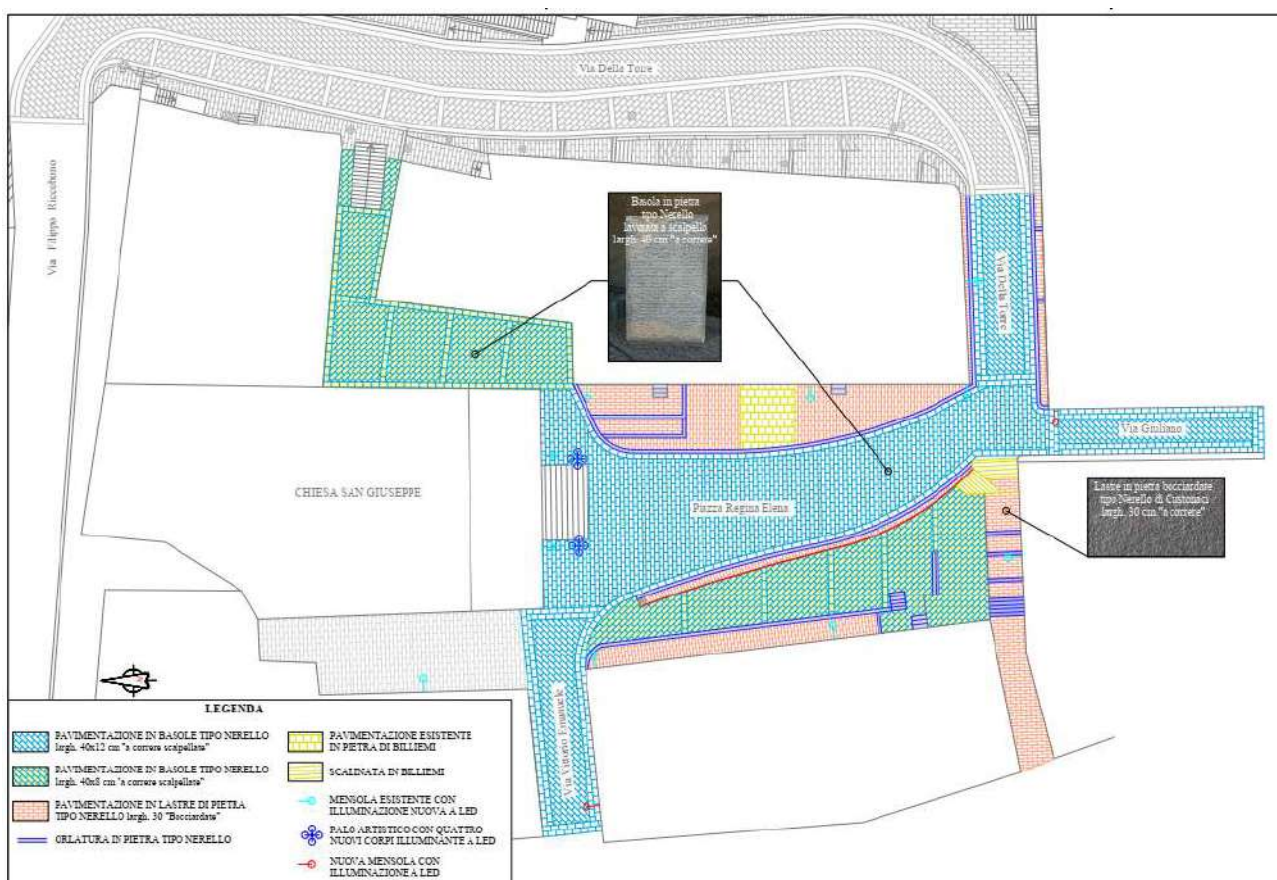 Via Della Torre
Via Filippo Riccobono
Basola in pietra
tipo Nerello
lavorata a scalpello
largh. 40 cm "a correre"
Via Della Torre
Via Giuliano
CHIESA SAN GIUSEPPE
Piazza Regina Elena
Lastre in pietra bocciardate
tipo Nerello di Custonaci
largh. 30 cm "a correre"
Via Vittorio Emanuele
LEGENDA
PAVIMENTAZIONE IN BASOLE TIPO NERELLO
largh. 40x12 cm "a correre scalpellate"
PAVIMENTAZIONE IN BASOLE TIPO NERELLO
largh. 40x8 cm "a correre scalpellate"
PAVIMENTAZIONE IN LASTRE DI PIETRA
TIPO NERELLO largh. 30 "Bocciardate"
ORLATURA IN PIETRA TIPO NERELLO
PAVIMENTAZIONE ESISTENTE
IN PIETRA DI BILLIEMI
SCALINATA IN BILLIEMI
MENSOLA ESISTENTE CON
ILLUMINAZIONE NUOVA A LED
PALO ARTISTICO CON QUATTRO
NUOVI CORPI ILLUMINANTE A LED
NUOVA MENSOLA CON
ILLUMINAZIONE A LED